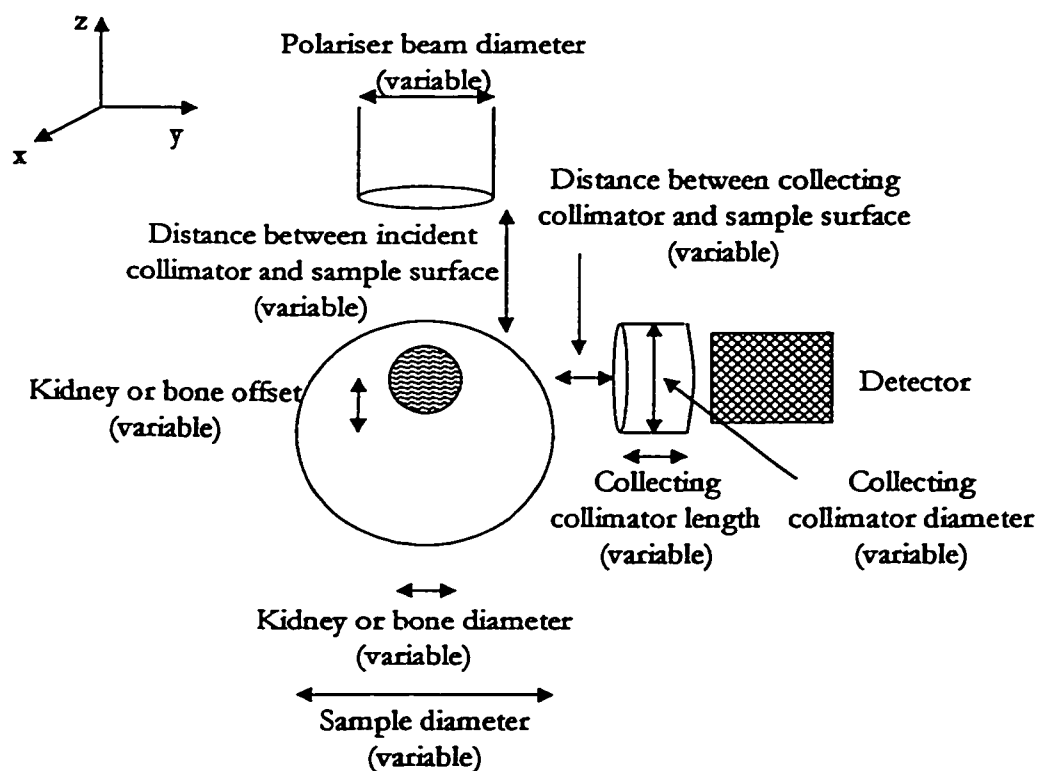 z
y
x
Polariser beam diameter
(variable)
Distance between collecting
collimator and sample surface
(variable)
Distance between incident
collimator and sample surface
(variable)
Kidney or bone offset
(variable)
Detector
Collecting
collimator length
(variable)
Collecting
collimator diameter
(variable)
Kidney or bone diameter
(variable)
Sample diameter
(variable)